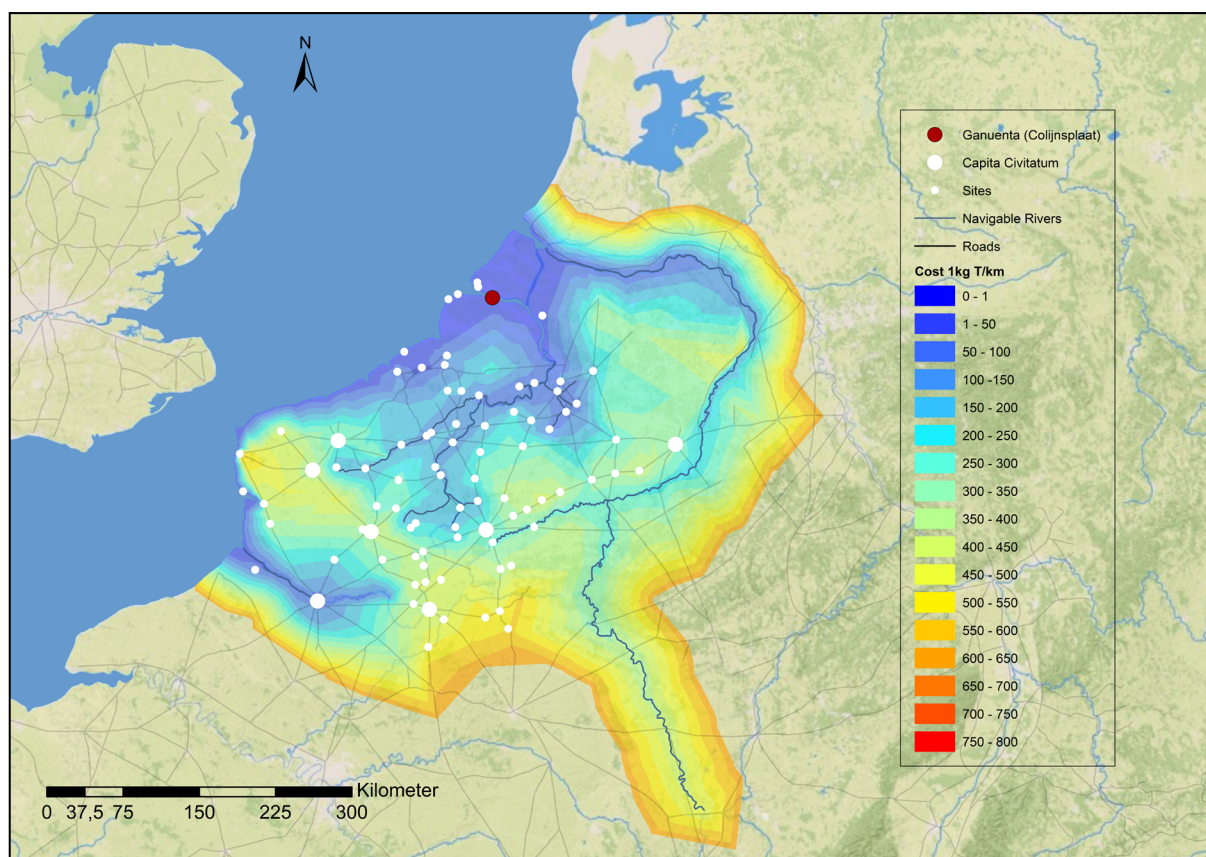 N
Ganuenta (Colijnsplaat)
Capita Civitatum
Sites
Navigable Rivers
Roads
Cost 1kg T/km
0 - 1
1 - 50
50 - 100
100 -150
150 - 200
200 - 250
250 - 300
300 - 350
350 - 400
400 - 450
450 - 500
500 - 550
550 - 600
600 - 650
650 - 700
700 - 750
750 - 800
Kilometer
0 37,5 75 150 225 300